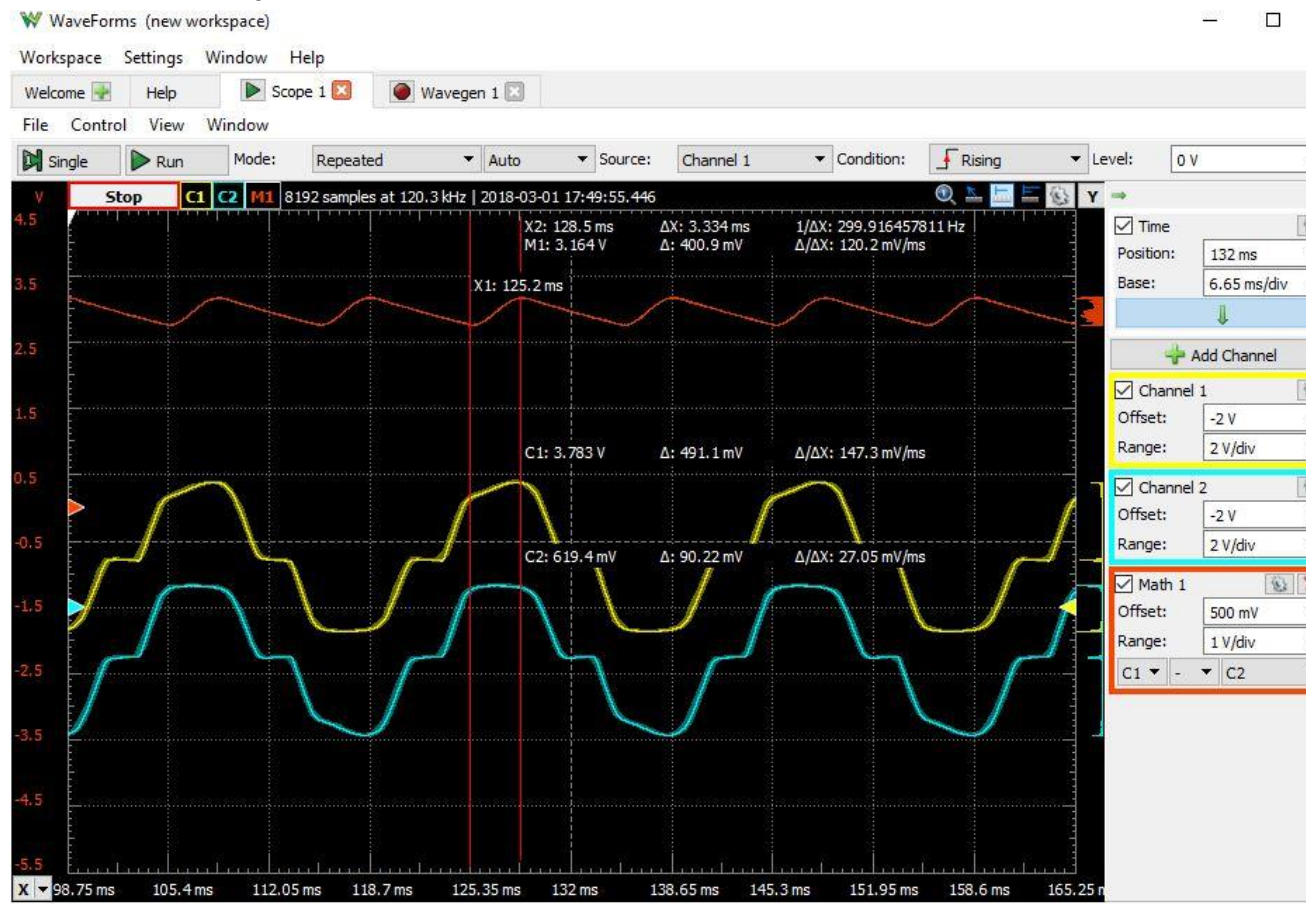 WaveForms (new workspace)
Workspace Settings Window Help
Welcome Help Scope 1 Wavegen 1
File Control View Window
Single Run Mode: Repeated Auto Source: Channel 1 Condition: Rising Level: 0 V
V Stop C1 C2 M1 8192 samples at 120.3 kHz | 2018-03-01 17:49:55.446 Y
X2: 128.5 ms ΔX: 3.334 ms 1/ΔX: 299.916457811 Hz
M1: 3.164 V Δ: 400.9 mV Δ/ΔX: 120.2 mV/ms
X1: 125.2 ms
C1: 3.783 V Δ: 491.1 mV Δ/ΔX: 147.3 mV/ms
C2: 619.4 mV Δ: 90.22 mV Δ/ΔX: 27.05 mV/ms
4.5
3.5
2.5
1.5
0.5
-0.5
-1.5
-2.5
-3.5
-4.5
-5.5
X 98.75 ms 105.4 ms 112.05 ms 118.7 ms 125.35 ms 132 ms 138.65 ms 145.3 ms 151.95 ms 158.6 ms 165.25
Time
Position: 132 ms
Base: 6.65 ms/div
Add Channel
Channel 1
Offset: -2 V
Range: 2 V/div
Channel 2
Offset: -2 V
Range: 2 V/div
Math 1
Offset: 500 mV
Range: 1 V/div
C1 - C2